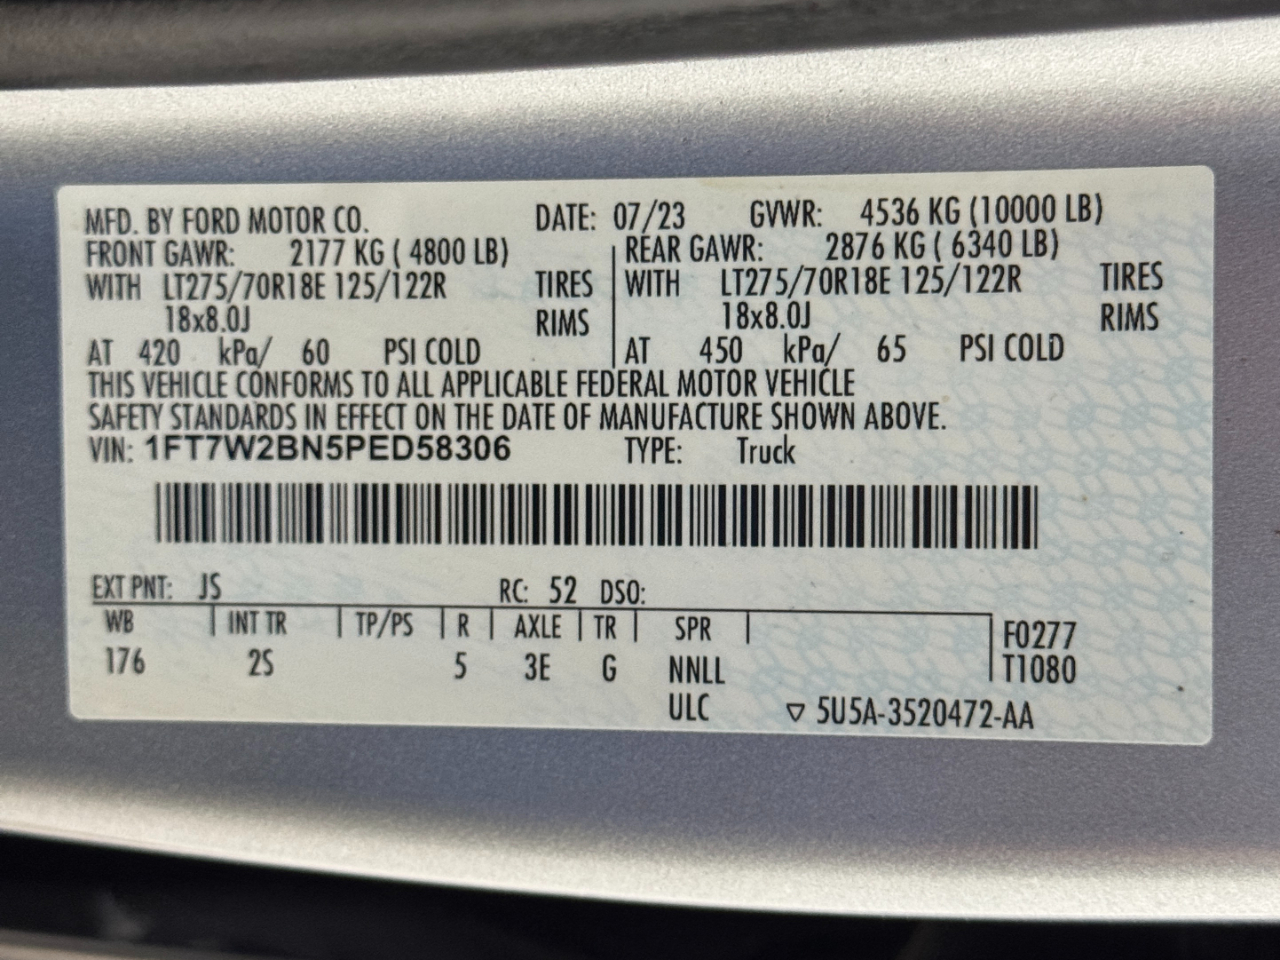 MFD. BY FORD MOTOR CO. DATE: 07/23 GVWR: 4536 KG (10000 LB)
FRONT GAWR: 2177 KG ( 4800 LB) REAR GAWR: 2876 KG ( 6340 LB)
WITH LT275/70R18E 125/122R TIRES WITH LT275/70R18E 125/122R TIRES
18x8.0J RIMS 18x8.0J RIMS
AT 420 kPa/ 60 PSI COLD AT 450 kPa/ 65 PSI COLD
THIS VEHICLE CONFORMS TO ALL APPLICABLE FEDERAL MOTOR VEHICLE
SAFETY STANDARDS IN EFFECT ON THE DATE OF MANUFACTURE SHOWN ABOVE.
VIN: 1FT7W2BN5PED58306 TYPE: Truck
EXT PNT: JS RC: 52 DSO:
WB INT TR TP/PS R AXLE TR SPR F0277
176 2S 5 3E G NNLL T1080
ULC ▽ 5U5A-3520472-AA